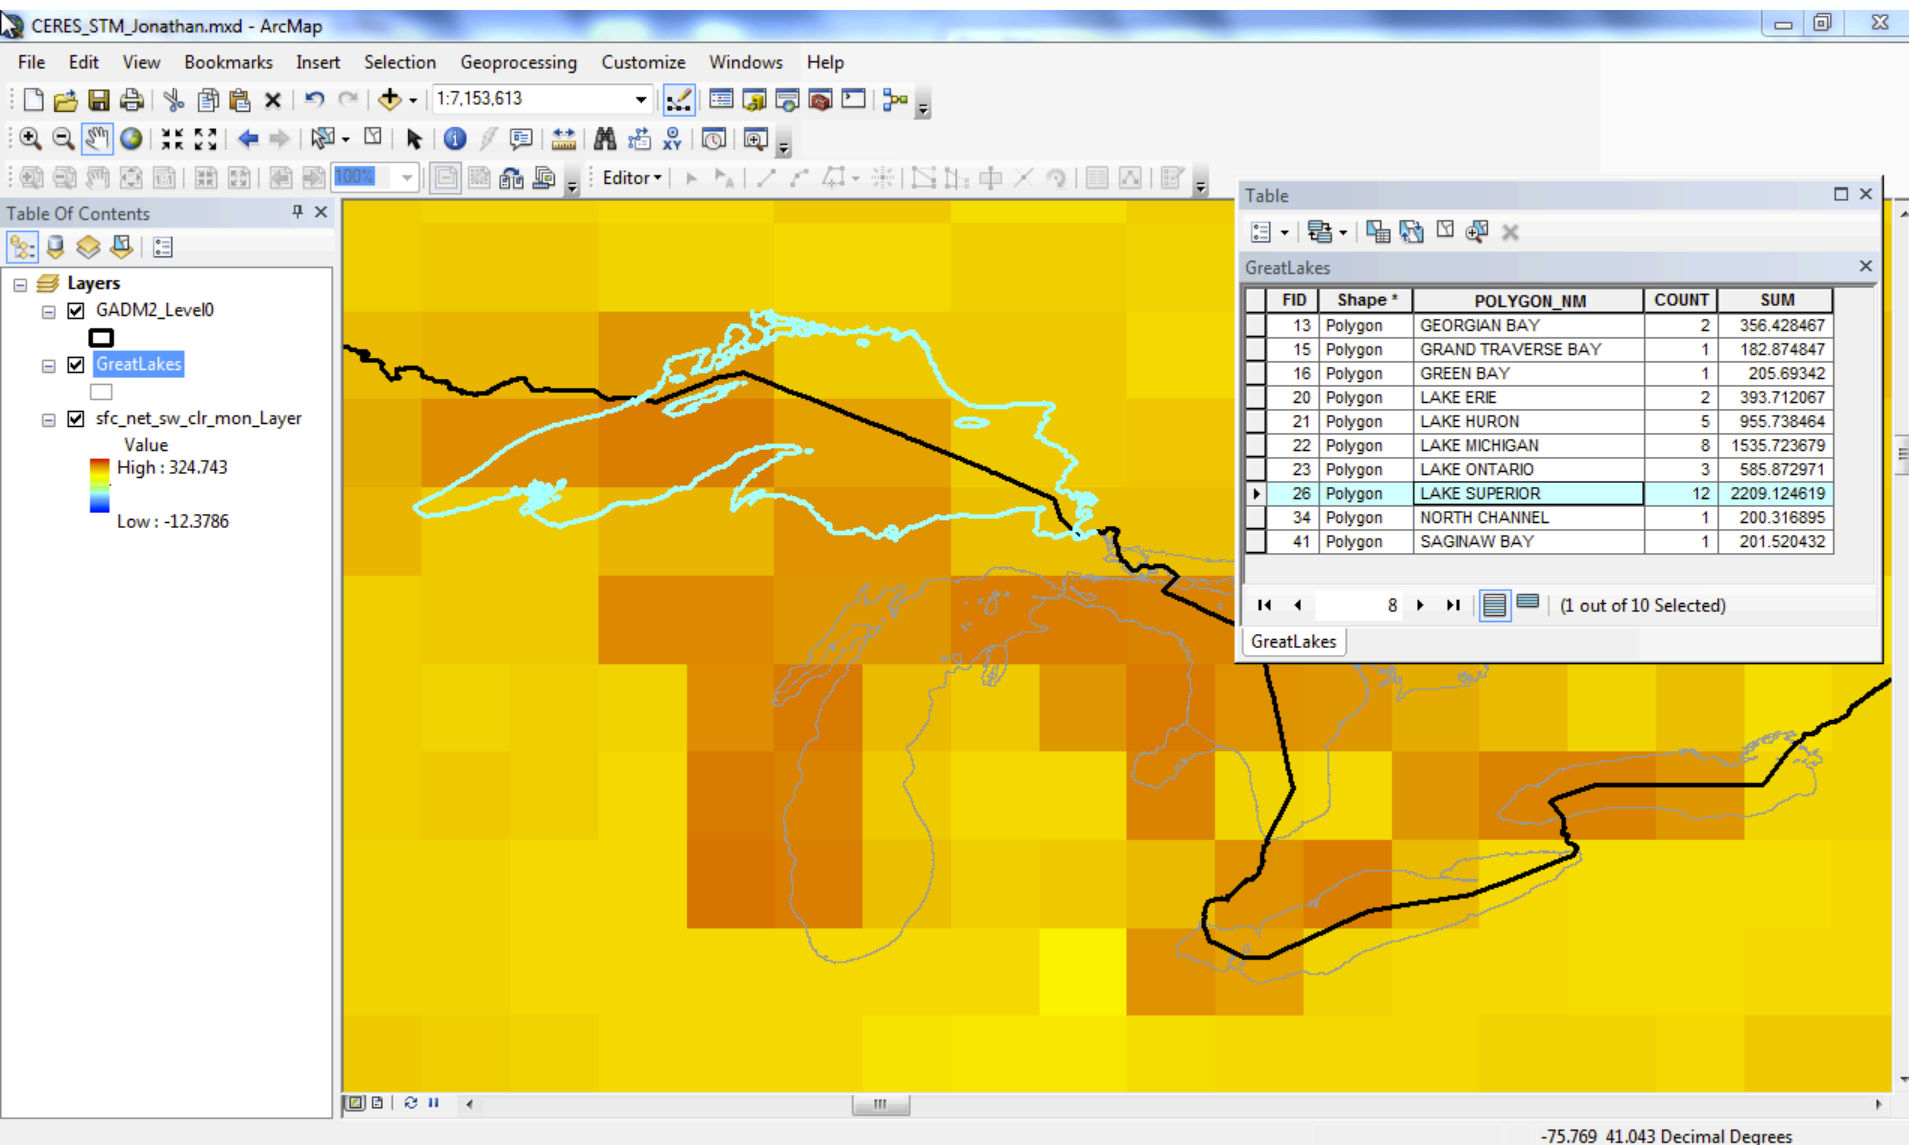 CERES_STM_Jonathan.mxd - ArcMap
File Edit View Bookmarks Insert Selection Geoprocessing Customize Windows Help
1:7,153,613
XY
1:1 100% Editor
Table Of Contents
Layers
GADM2_Level0
GreatLakes
sfc_net_sw_clr_mon_Layer
Value
High : 324.743
Low : -12.3786
Table
GreatLakes
FID Shape * POLYGON_NM COUNT SUM
13 Polygon GEORGIAN BAY 2 356.428467
15 Polygon GRAND TRAVERSE BAY 1 182.874847
16 Polygon GREEN BAY 1 205.69342
20 Polygon LAKE ERIE 2 393.712067
21 Polygon LAKE HURON 5 955.738464
22 Polygon LAKE MICHIGAN 8 1535.723679
23 Polygon LAKE ONTARIO 3 585.872971
26 Polygon LAKE SUPERIOR 12 2209.124619
34 Polygon NORTH CHANNEL 1 200.316895
41 Polygon SAGINAW BAY 1 201.520432
8 (1 out of 10 Selected)
GreatLakes
-75.769 41.043 Decimal Degrees